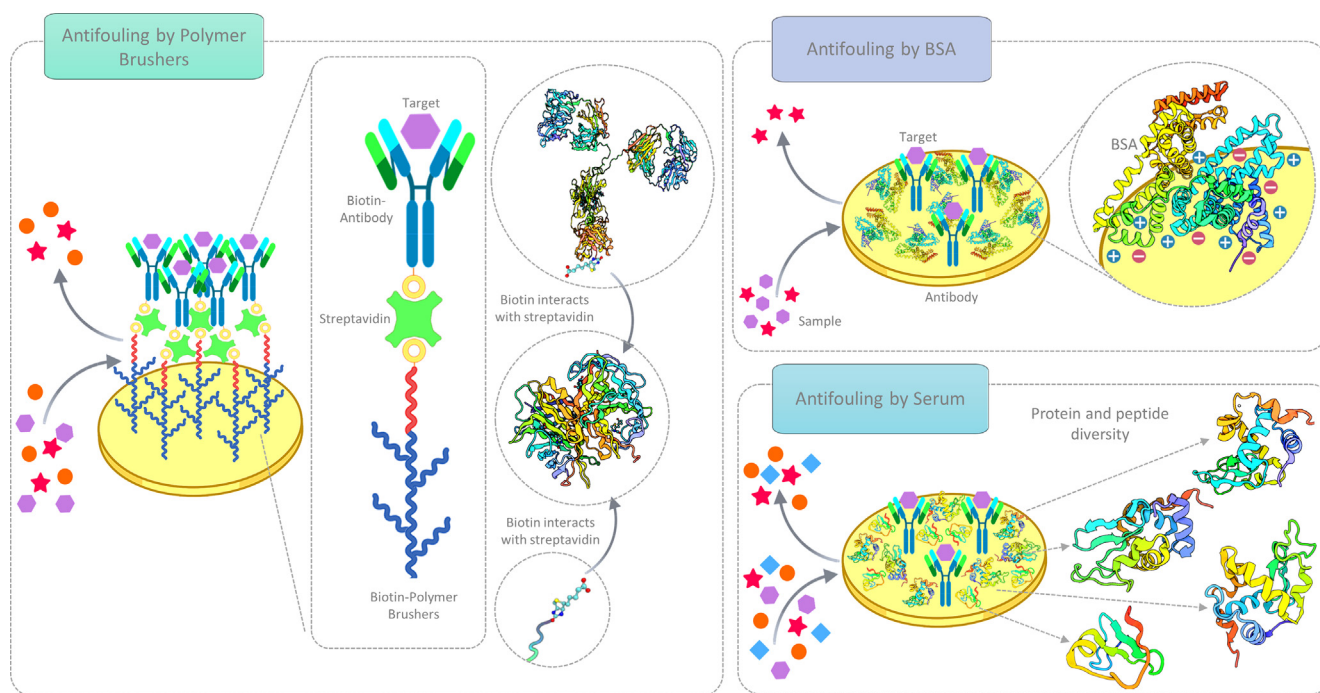 Antifouling by Polymer
Brushers
Target
Biotin-
Antibody
Streptavidin
Biotin-Polymer
Brushers
Biotin interacts
with streptavidin
Biotin interacts
with streptavidin
Antifouling by BSA
Target
Antibody
Sample
BSA
Antifouling by Serum
Protein and peptide
diversity